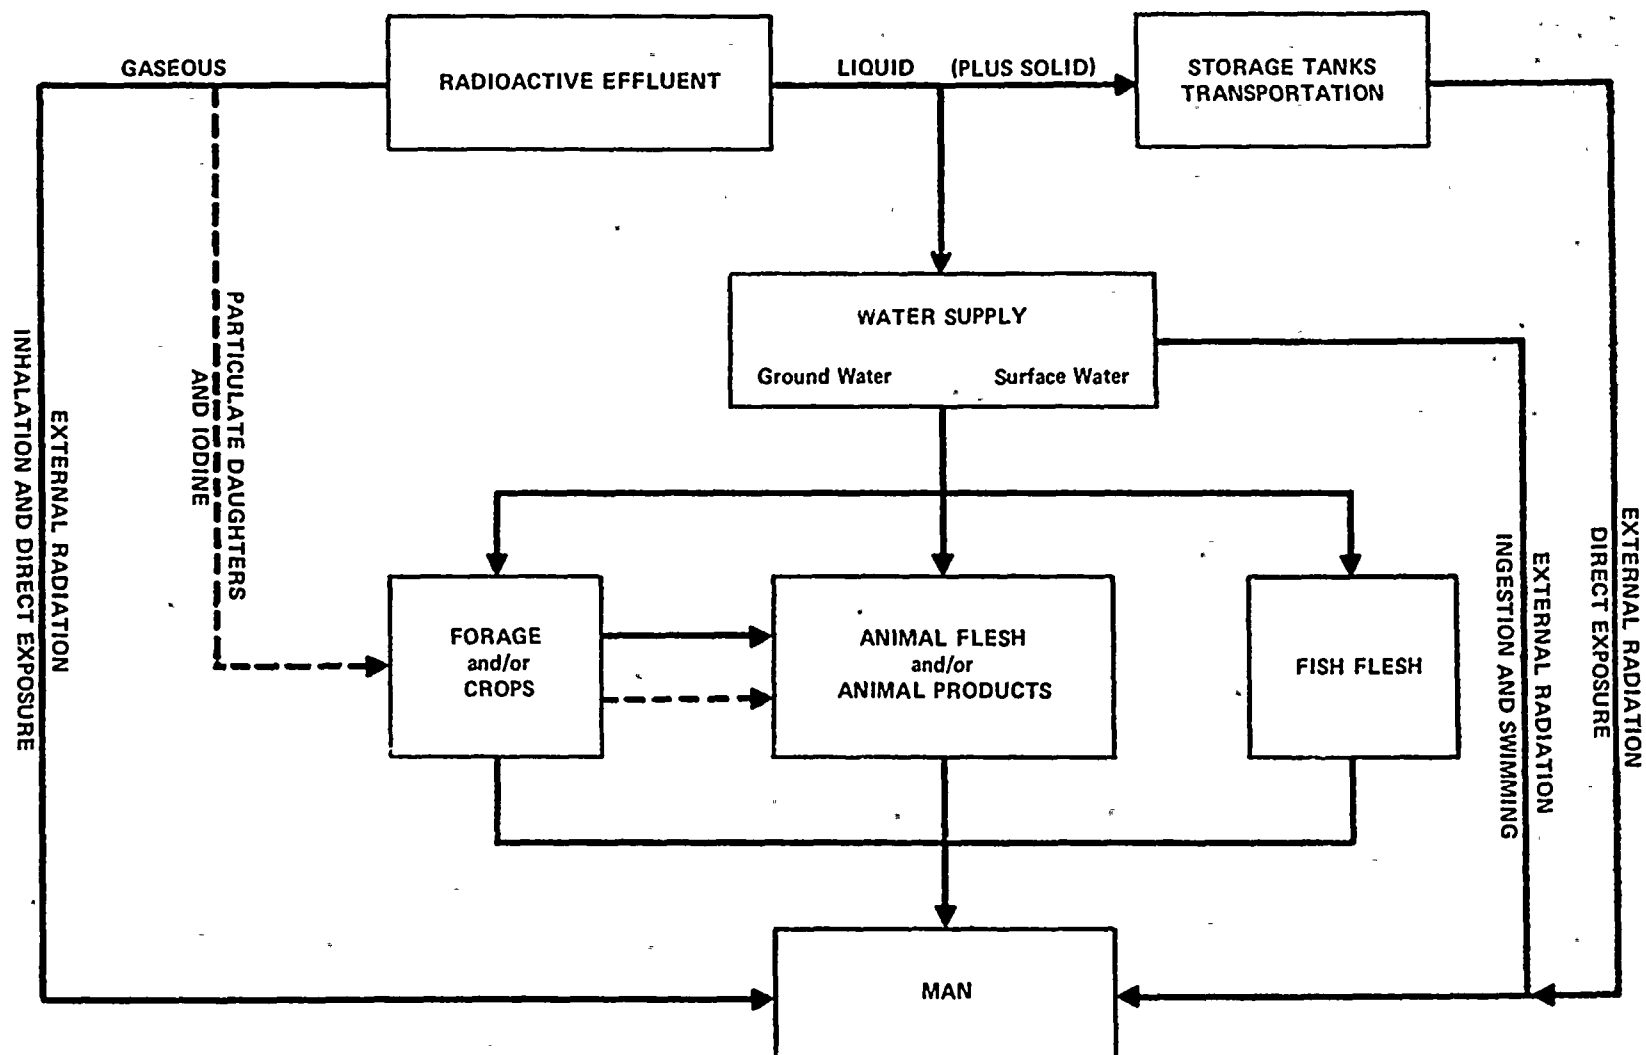 GASEOUS
RADIOACTIVE EFFLUENT
LIQUID (PLUS SOLID)
STORAGE TANKS
TRANSPORTATION
WATER SUPPLY
Ground Water Surface Water
PARTICULATE DAUGHTERS
AND IODINE
EXTERNAL RADIATION
INHALATION AND DIRECT EXPOSURE
FORAGE
and/or
CROPS
ANIMAL FLESH
and/or
ANIMAL PRODUCTS
FISH FLESH
EXTERNAL RADIATION
INGESTION AND SWIMMING
EXTERNAL RADIATION
DIRECT EXPOSURE
MAN